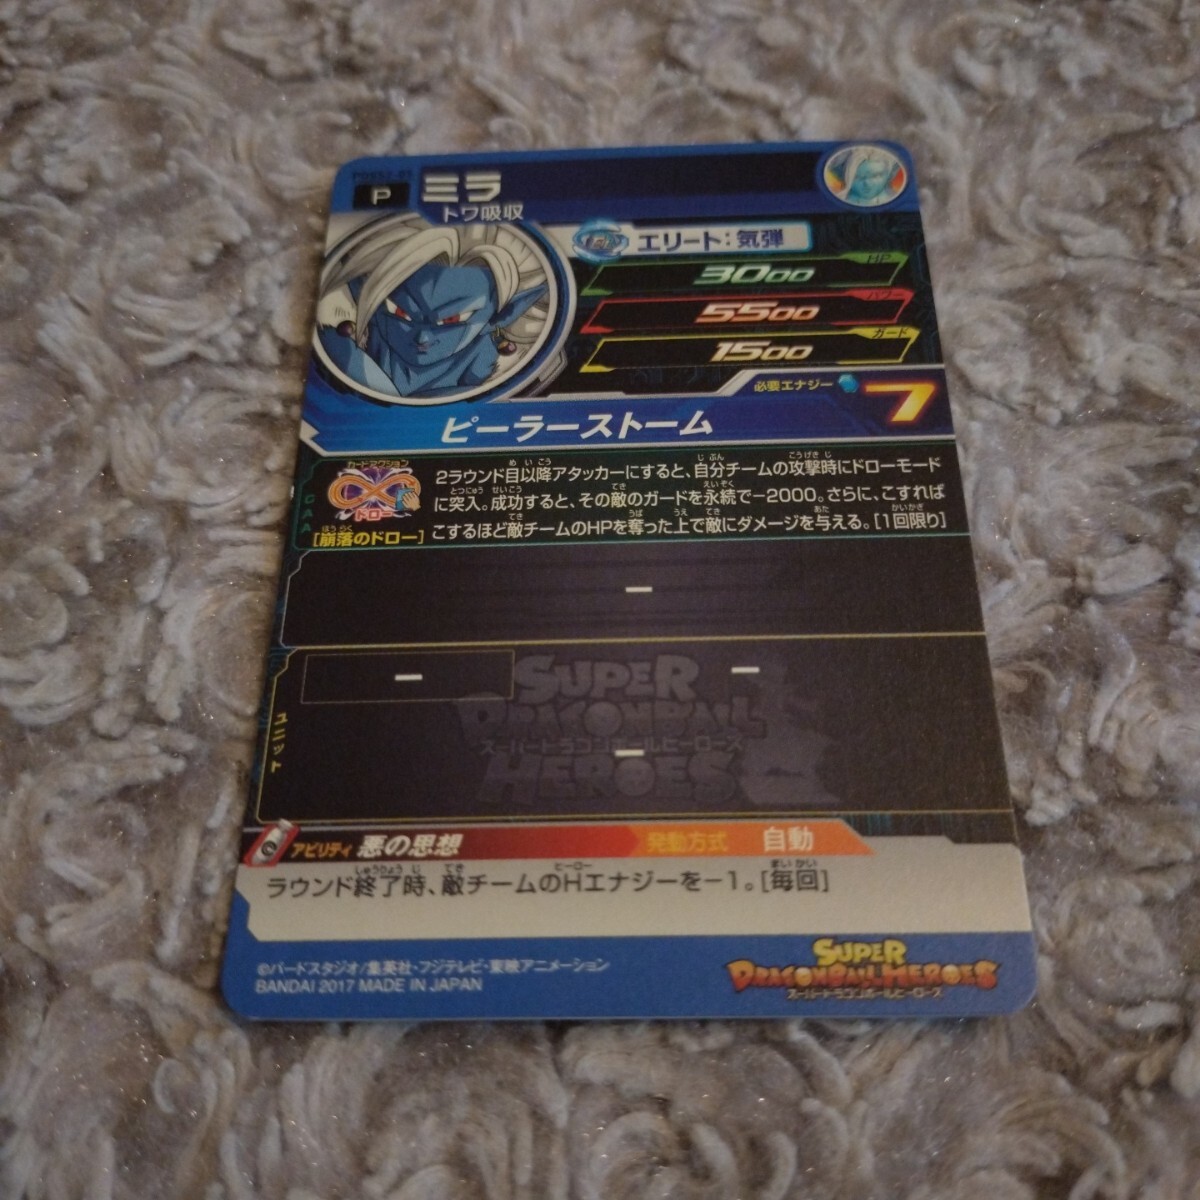 P
ミラ
トワ吸収
エリート:気弾
HP
3000
パワー
5500
ガード
1500
必要エナジー 7
ピーラーストーム
CAA
カードアクション
ドロー
[崩落のドロー]
2ラウンド目以降アタッカーにすると、自分チームの攻撃時にドローモード
に突入。成功すると、その敵のガードを永続で−2000。さらに、こすれば
こするほど敵チームのHPを奪った上で敵にダメージを与える。[1回限り]
−
ユニット
−
−
−
SUPER
DRAGONBALL
スーパードラゴンボールヒーローズ
HEROES
アビリティ 悪の思想 発動方式 自動
ラウンド終了時、敵チームのHエナジーを−1。[毎回]
©バードスタジオ/集英社・フジテレビ・東映アニメーション
BANDAI 2017 MADE IN JAPAN
SUPER
DRAGONBALL HEROES
スーパードラゴンボールヒーローズ